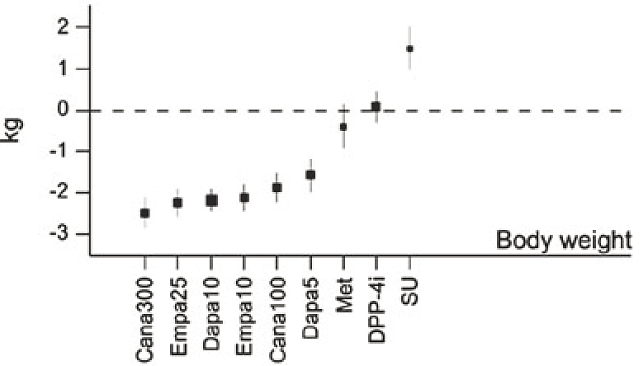 2
1
0
-1
-2
-3
kg
Body weight
Cana300
Empa25
Dapa10
Empa10
Cana100
Dapa5
Met
DPP-4i
SU